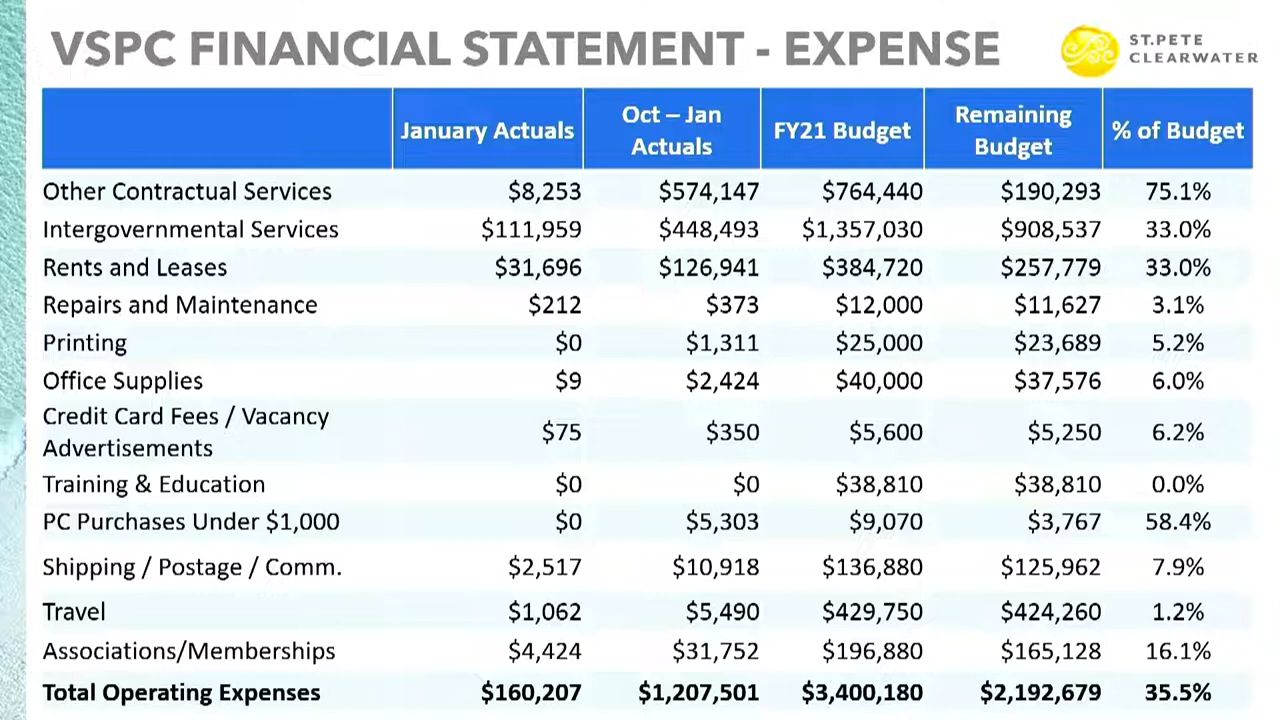 VSPC FINANCIAL STATEMENT - EXPENSE
ST.PETE
CLEARWATER
January Actuals Oct – Jan Actuals FY21 Budget Remaining Budget % of Budget
Other Contractual Services $8,253 $574,147 $764,440 $190,293 75.1%
Intergovernmental Services $111,959 $448,493 $1,357,030 $908,537 33.0%
Rents and Leases $31,696 $126,941 $384,720 $257,779 33.0%
Repairs and Maintenance $212 $373 $12,000 $11,627 3.1%
Printing $0 $1,311 $25,000 $23,689 5.2%
Office Supplies $9 $2,424 $40,000 $37,576 6.0%
Credit Card Fees / Vacancy
Advertisements $75 $350 $5,600 $5,250 6.2%
Training & Education $0 $0 $38,810 $38,810 0.0%
PC Purchases Under $1,000 $0 $5,303 $9,070 $3,767 58.4%
Shipping / Postage / Comm. $2,517 $10,918 $136,880 $125,962 7.9%
Travel $1,062 $5,490 $429,750 $424,260 1.2%
Associations/Memberships $4,424 $31,752 $196,880 $165,128 16.1%
Total Operating Expenses $160,207 $1,207,501 $3,400,180 $2,192,679 35.5%